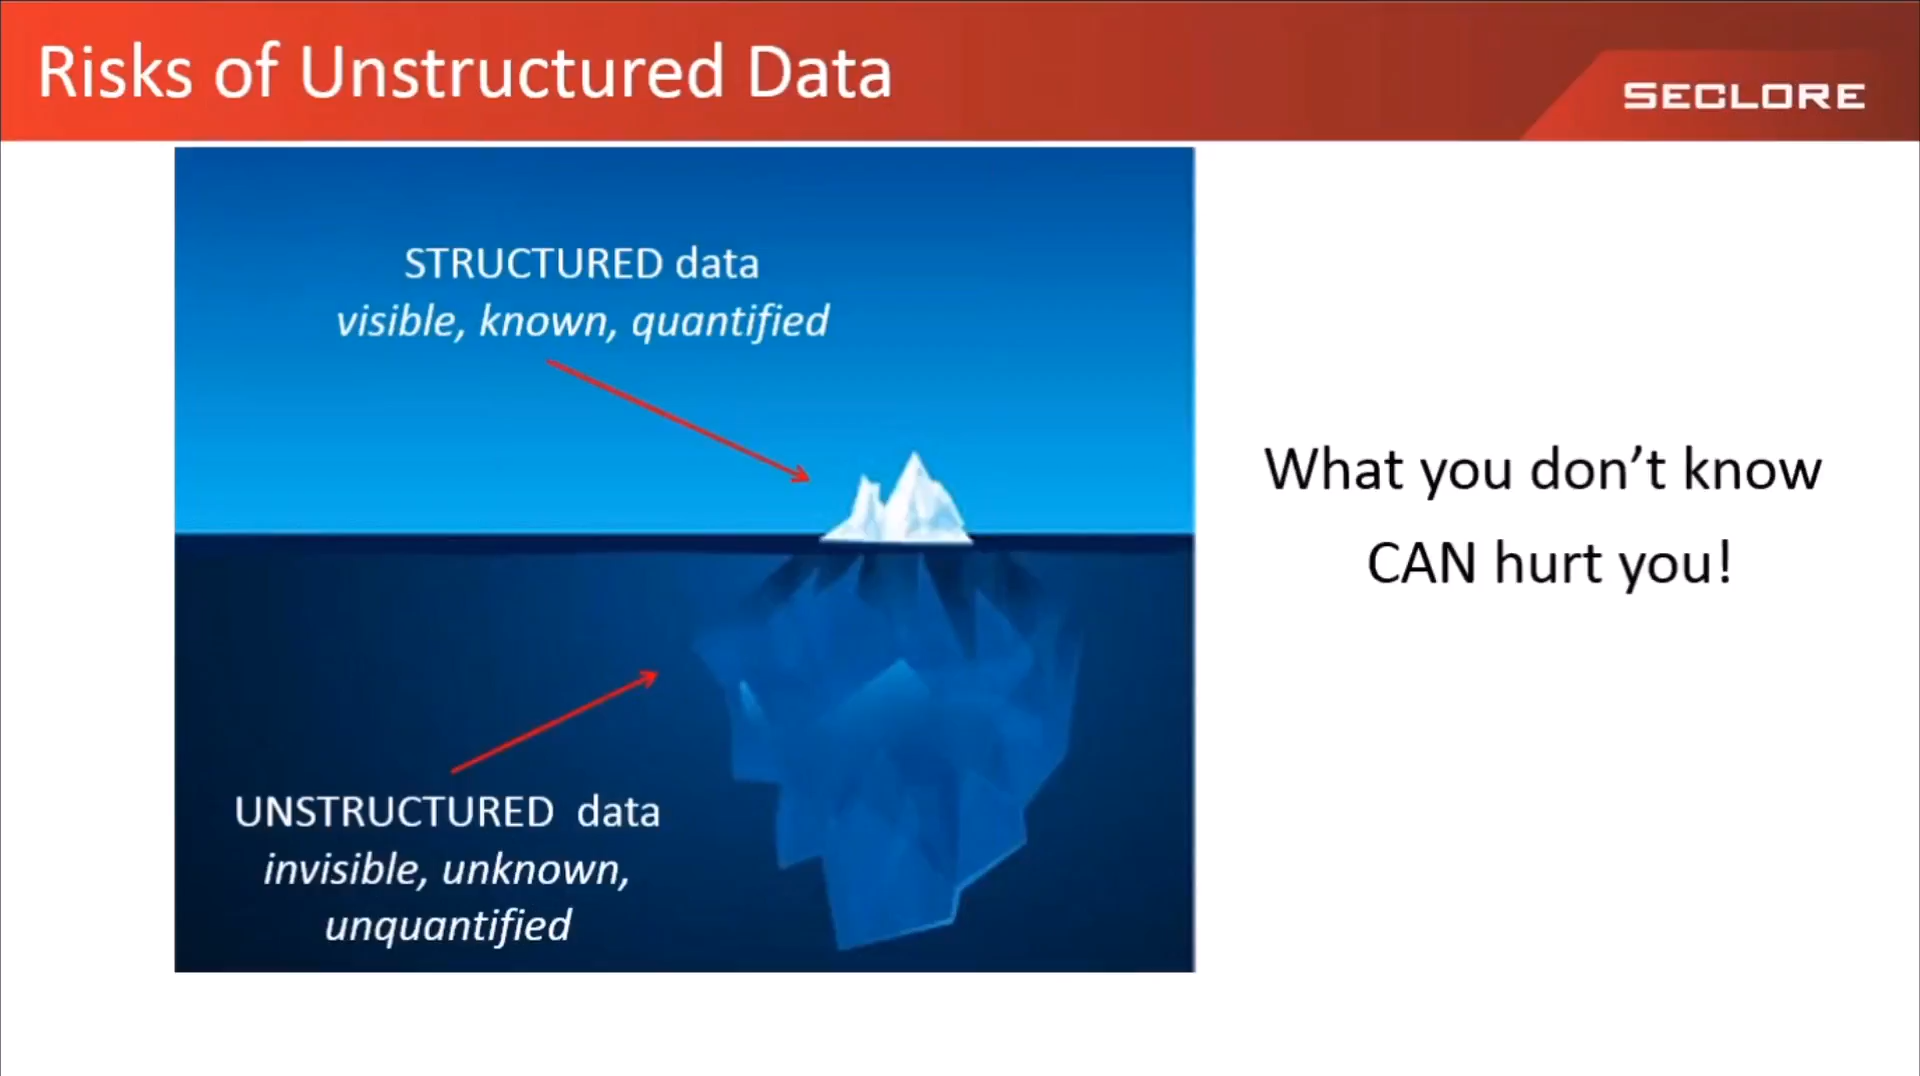 Risks of Unstructured Data
SECLORE
STRUCTURED data
visible, known, quantified
What you don’t know
CAN hurt you!
UNSTRUCTURED data
invisible, unknown,
unquantified